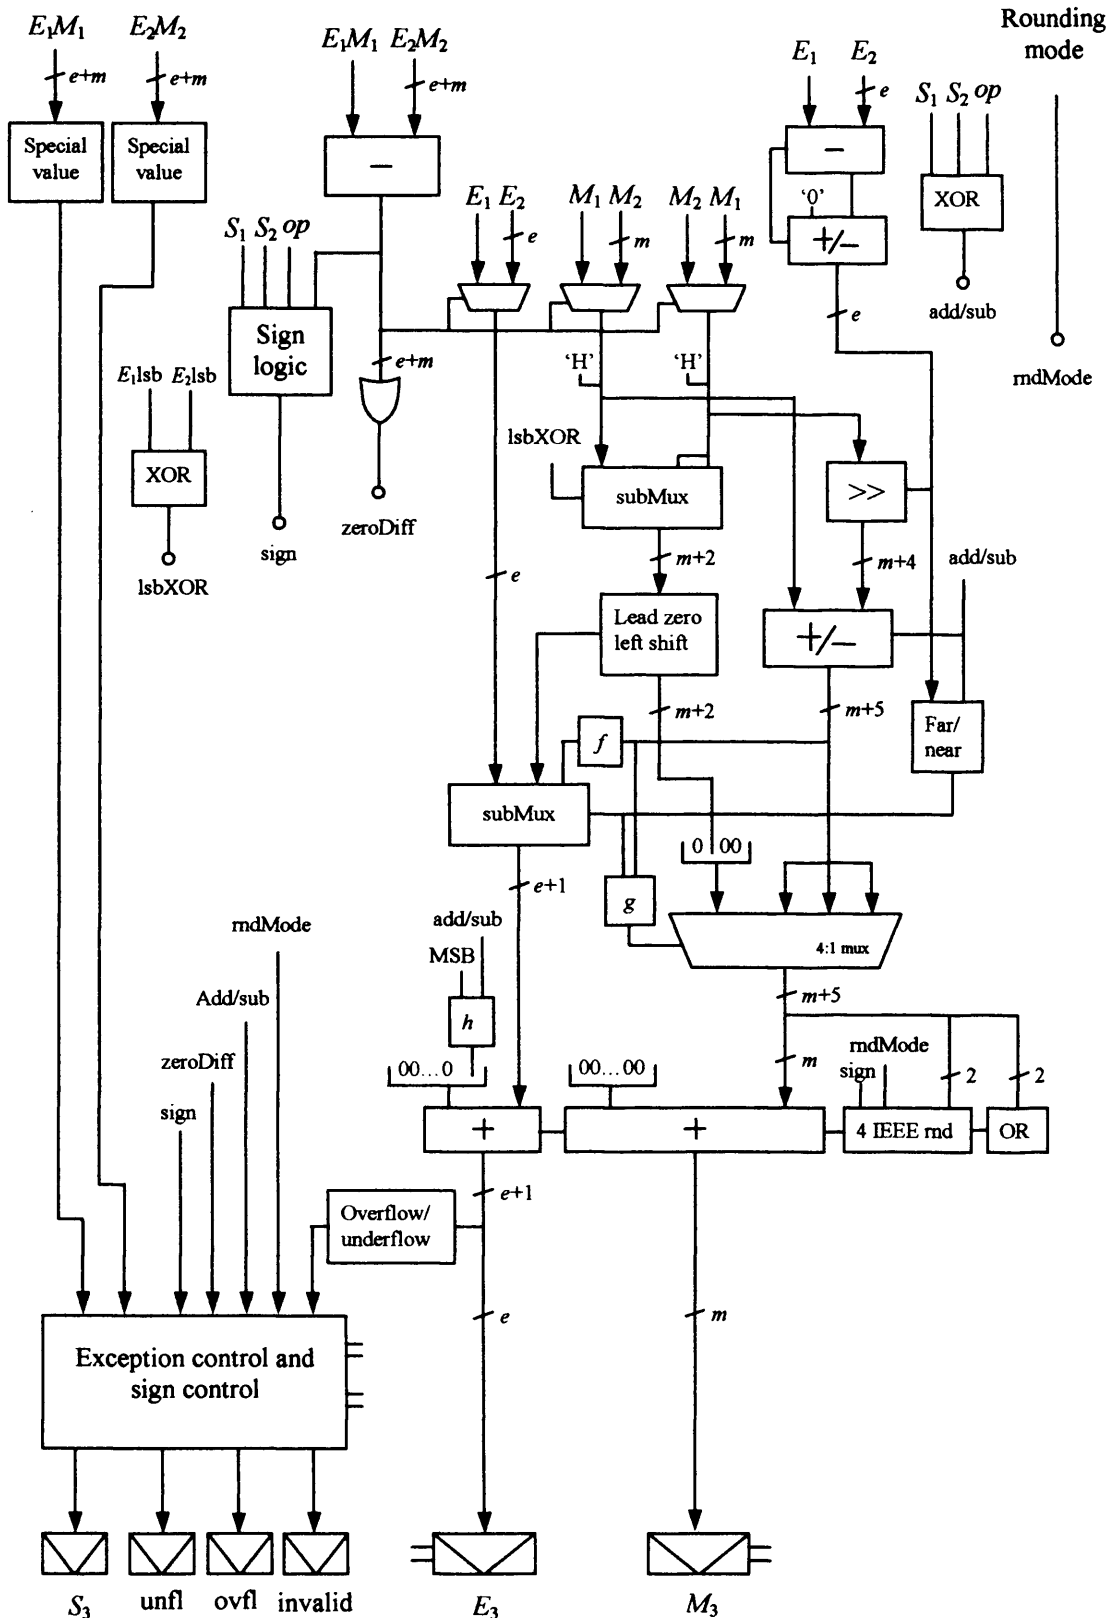 E₁M₁ E₂M₂
e+m e+m
Special value
Special value
E₁M₁ E₂M₂
e+m
−
E₁ E₂
e
−
‘0’
+/−
e
S₁ S₂ op
XOR
add/sub
Rounding mode
rndMode
E₁ E₂
e
M₁ M₂
m
M₂ M₁
m
S₁ S₂ op
Sign logic
sign
e+m
zeroDiff
E₁lsb E₂lsb
XOR
lsbXOR
‘H’ ‘H’
lsbXOR
subMux
>>
m+2
m+4
add/sub
e
Lead zero left shift
+/−
m+2
m+5
f
Far/near
subMux
0 00
e+1
g
4:1 mux
m+5
add/sub
MSB
h
rndMode
Add/sub
zeroDiff
sign
00...0
00...00
m
rndMode
sign
2
2
+
+
4 IEEE rnd
OR
e+1
Overflow/underflow
e
m
Exception control and sign control
S₃ unfl ovfl invalid E₃ M₃